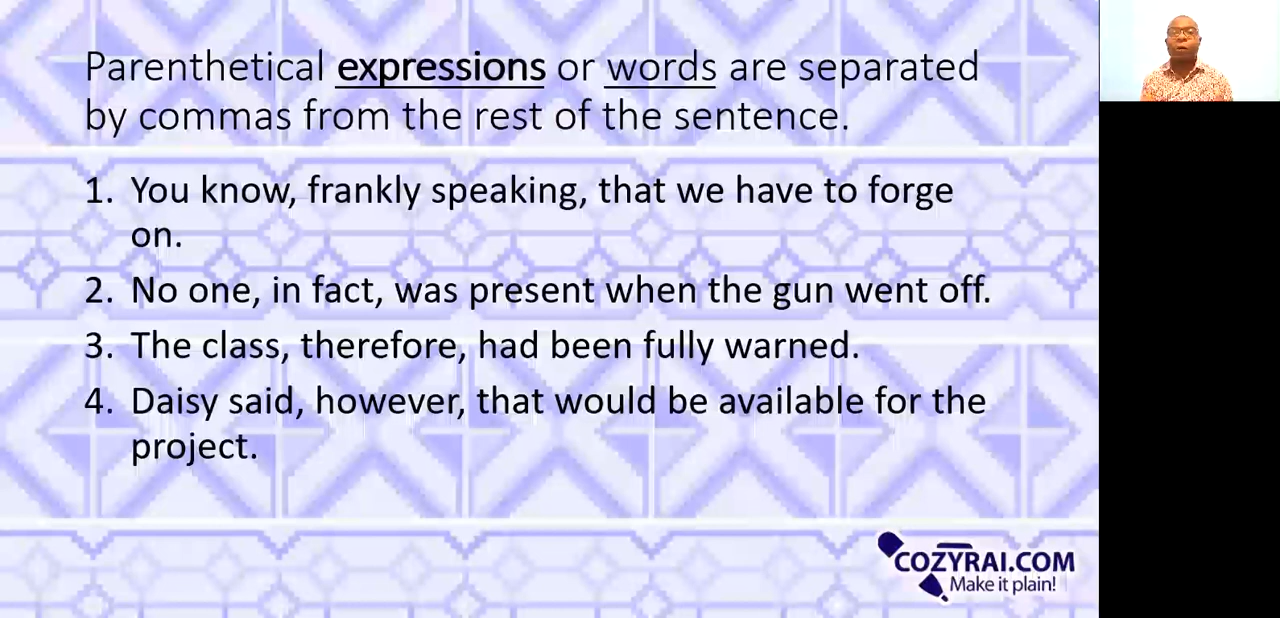 Parenthetical expressions or words are separated
by commas from the rest of the sentence.
1. You know, frankly speaking, that we have to forge
on.
2. No one, in fact, was present when the gun went off.
3. The class, therefore, had been fully warned.
4. Daisy said, however, that would be available for the
project.
COZYRAI.COM
Make it plain!